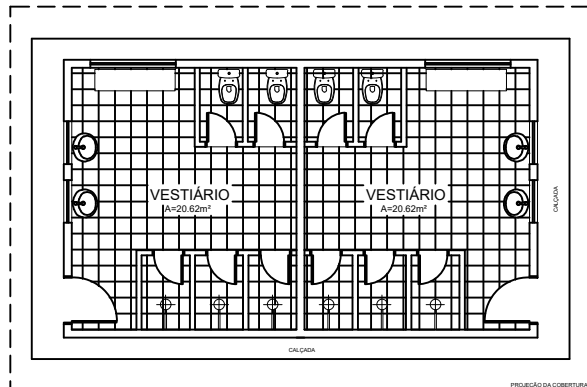 VESTIÁRIO
A=20.62m²
VESTIÁRIO
A=20.62m²
CALÇADA
CALÇADA
PROJEÇÃO DA COBERTURA